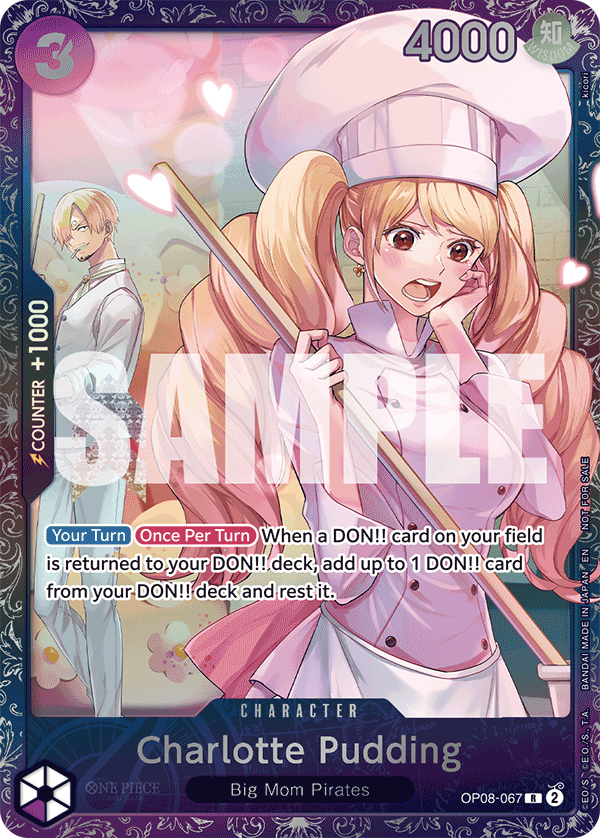 3
4000
知
WISDOM
kicori
COUNTER +1000
SAMPLE
Your Turn Once Per Turn When a DON!! card on your field
is returned to your DON!! deck, add up to 1 DON!! card
from your DON!! deck and rest it.
CHARACTER
Charlotte Pudding
Big Mom Pirates
ONE PIECE
OP08-067 R 2
©E.O./S. ©E.O./S., T.A. BANDAI MADE IN JAPAN EN NOT FOR SALE